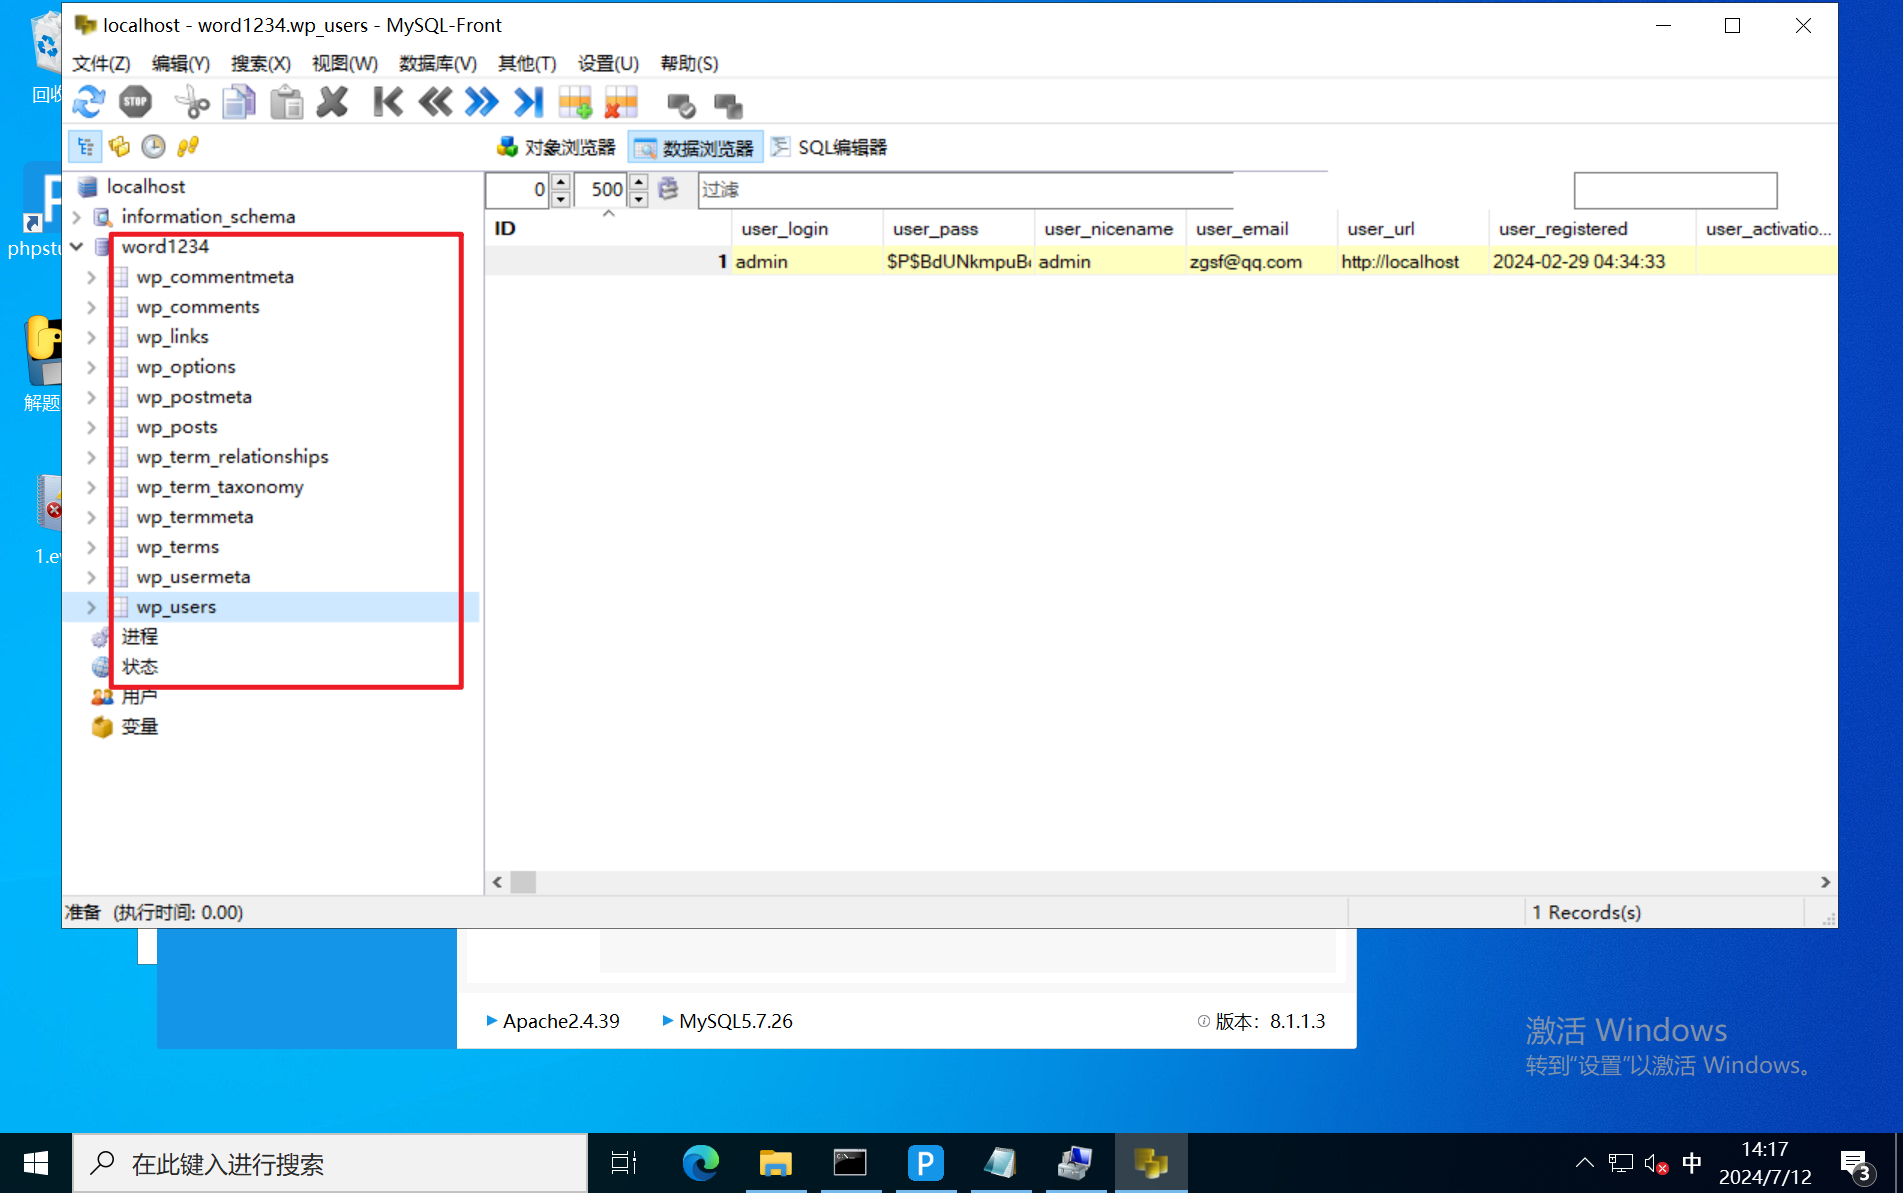 localhost - word1234.wp_users - MySQL-Front
文件(Z) 编辑(Y) 搜索(X) 视图(W) 数据库(V) 其他(T) 设置(U) 帮助(S)
STOP
对象浏览器 数据浏览器 SQL编辑器
0 500 过滤
localhost
information_schema
word1234
wp_commentmeta
wp_comments
wp_links
wp_options
wp_postmeta
wp_posts
wp_term_relationships
wp_term_taxonomy
wp_termmeta
wp_terms
wp_usermeta
wp_users
进程
状态
用户
变量
ID user_login user_pass user_nicename user_email user_url user_registered user_activatio...
1 admin $P$BdUNkmpuB admin zgsf@qq.com http://localhost 2024-02-29 04:34:33
准备 (执行时间: 0.00) 1 Records(s)
回收
phpstu
解题
1.e
Apache2.4.39 MySQL5.7.26 版本: 8.1.1.3
激活 Windows
转到“设置”以激活 Windows。
在此键入进行搜索
P
中
14:17
2024/7/12
3